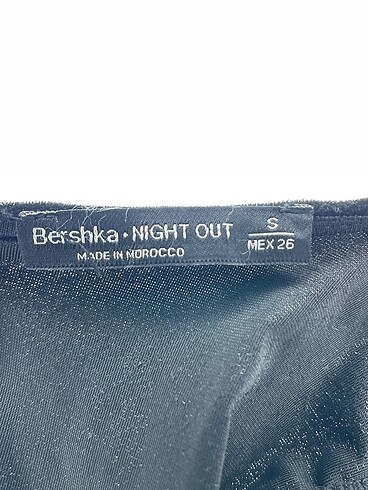 Bershka • NIGHT OUT
MADE IN MOROCCO
S
MEX 26